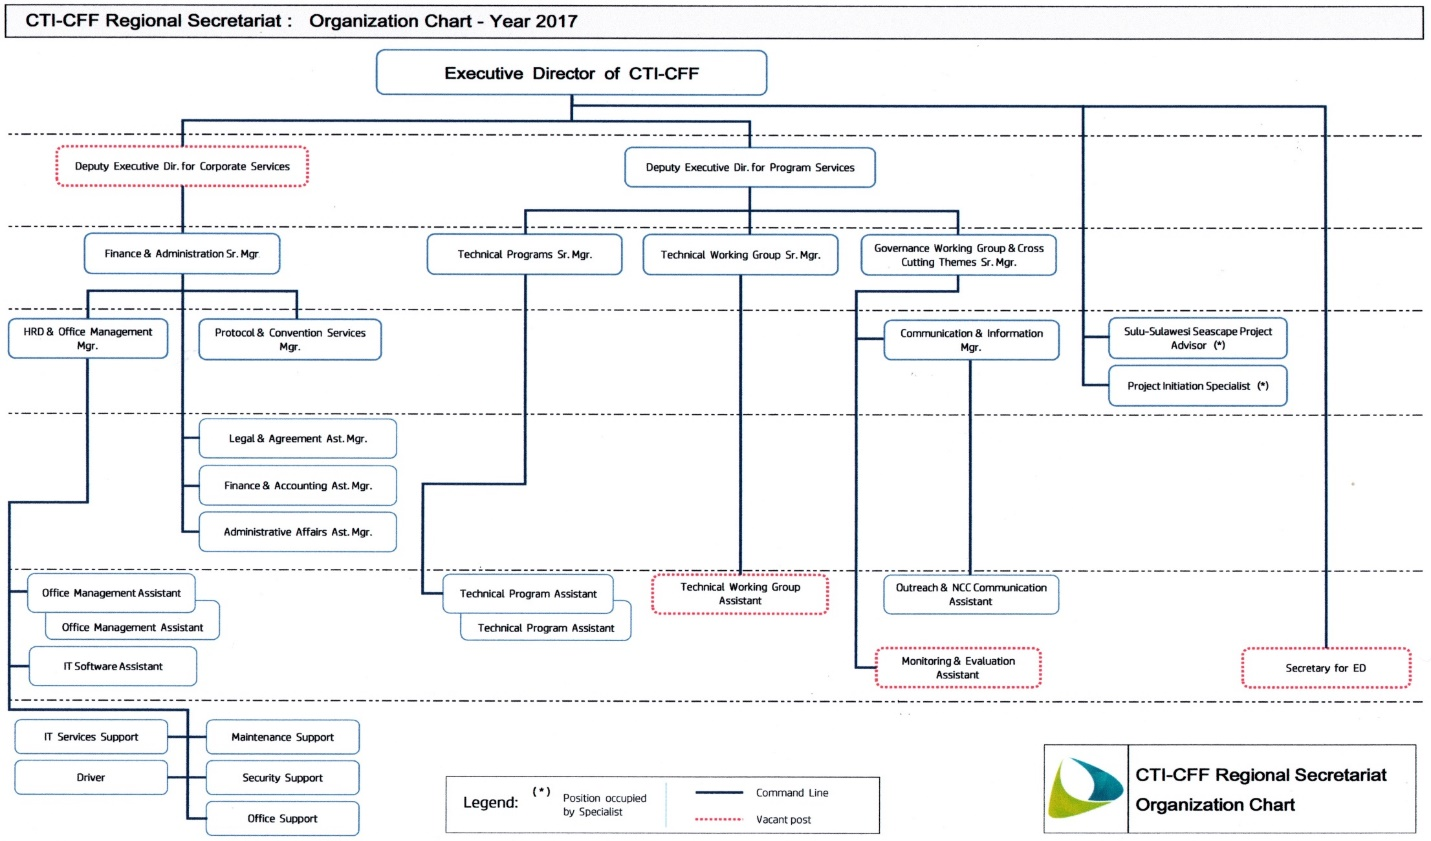 CTI-CFF Regional Secretariat : Organization Chart - Year 2017
Executive Director of CTI-CFF
Deputy Executive Dir. for Corporate Services
Deputy Executive Dir. for Program Services
Finance & Administration Sr. Mgr
Technical Programs Sr. Mgr.
Technical Working Group Sr. Mgr.
Governance Working Group & Cross
Cutting Themes Sr. Mgr.
HRD & Office Management
Mgr.
Protocol & Convention Services
Mgr.
Communication & Information
Mgr.
Sulu-Sulawesi Seascape Project
Advisor (*)
Project Initiation Specialist (*)
Legal & Agreement Ast. Mgr.
Finance & Accounting Ast. Mgr.
Administrative Affairs Ast. Mgr.
Office Management Assistant
Office Management Assistant
IT Software Assistant
Technical Program Assistant
Technical Program Assistant
Technical Working Group
Assistant
Outreach & NCC Communication
Assistant
Monitoring & Evaluation
Assistant
Secretary for ED
IT Services Support
Maintenance Support
Driver
Security Support
Office Support
Legend:
(*) Position occupied
by Specialist
Command Line
Vacant post
CTI-CFF Regional Secretariat
Organization Chart